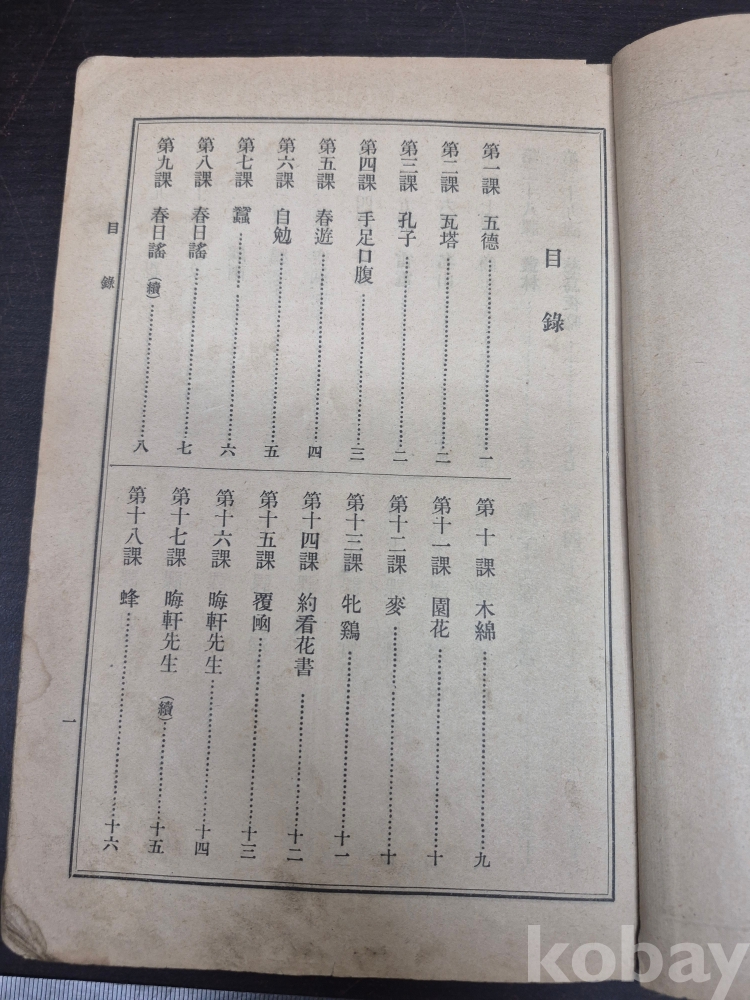 目錄
第一課 五德 一
第二課 瓦塔 二
第三課 孔子 二
第四課 手足口腹 三
第五課 春遊 四
第六課 自勉 五
第七課 蠶 六
第八課 春日謠 七
第九課 春日謠(續) 八
第十課 木綿 九
第十一課 園花 十
第十二課 麥 十
第十三課 牝鷄 十一
第十四課 約看花書 十二
第十五課 覆函 十三
第十六課 晦軒先生 十四
第十七課 晦軒先生(續) 十五
第十八課 蜂 十六
目錄
一
kobay